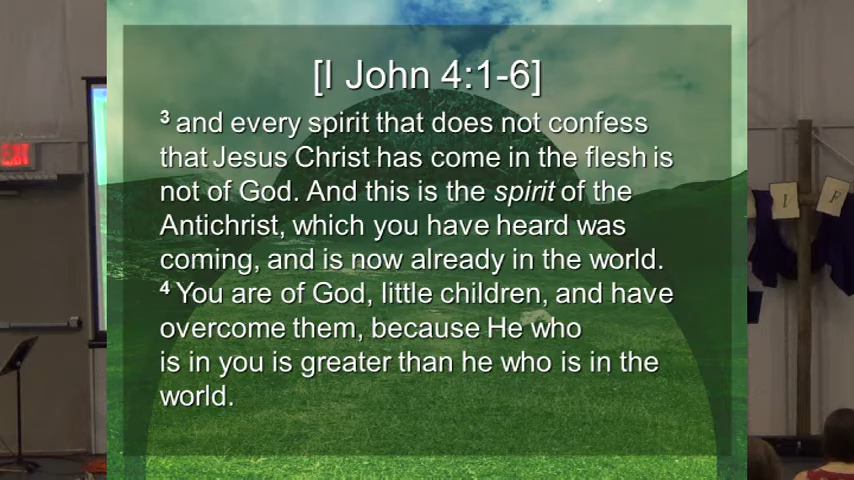 [I John 4:1-6]
3 and every spirit that does not confess
that Jesus Christ has come in the flesh is
not of God. And this is the spirit of the
Antichrist, which you have heard was
coming, and is now already in the world.
4 You are of God, little children, and have
overcome them, because He who
is in you is greater than he who is in the
world.
EXIT
I
F